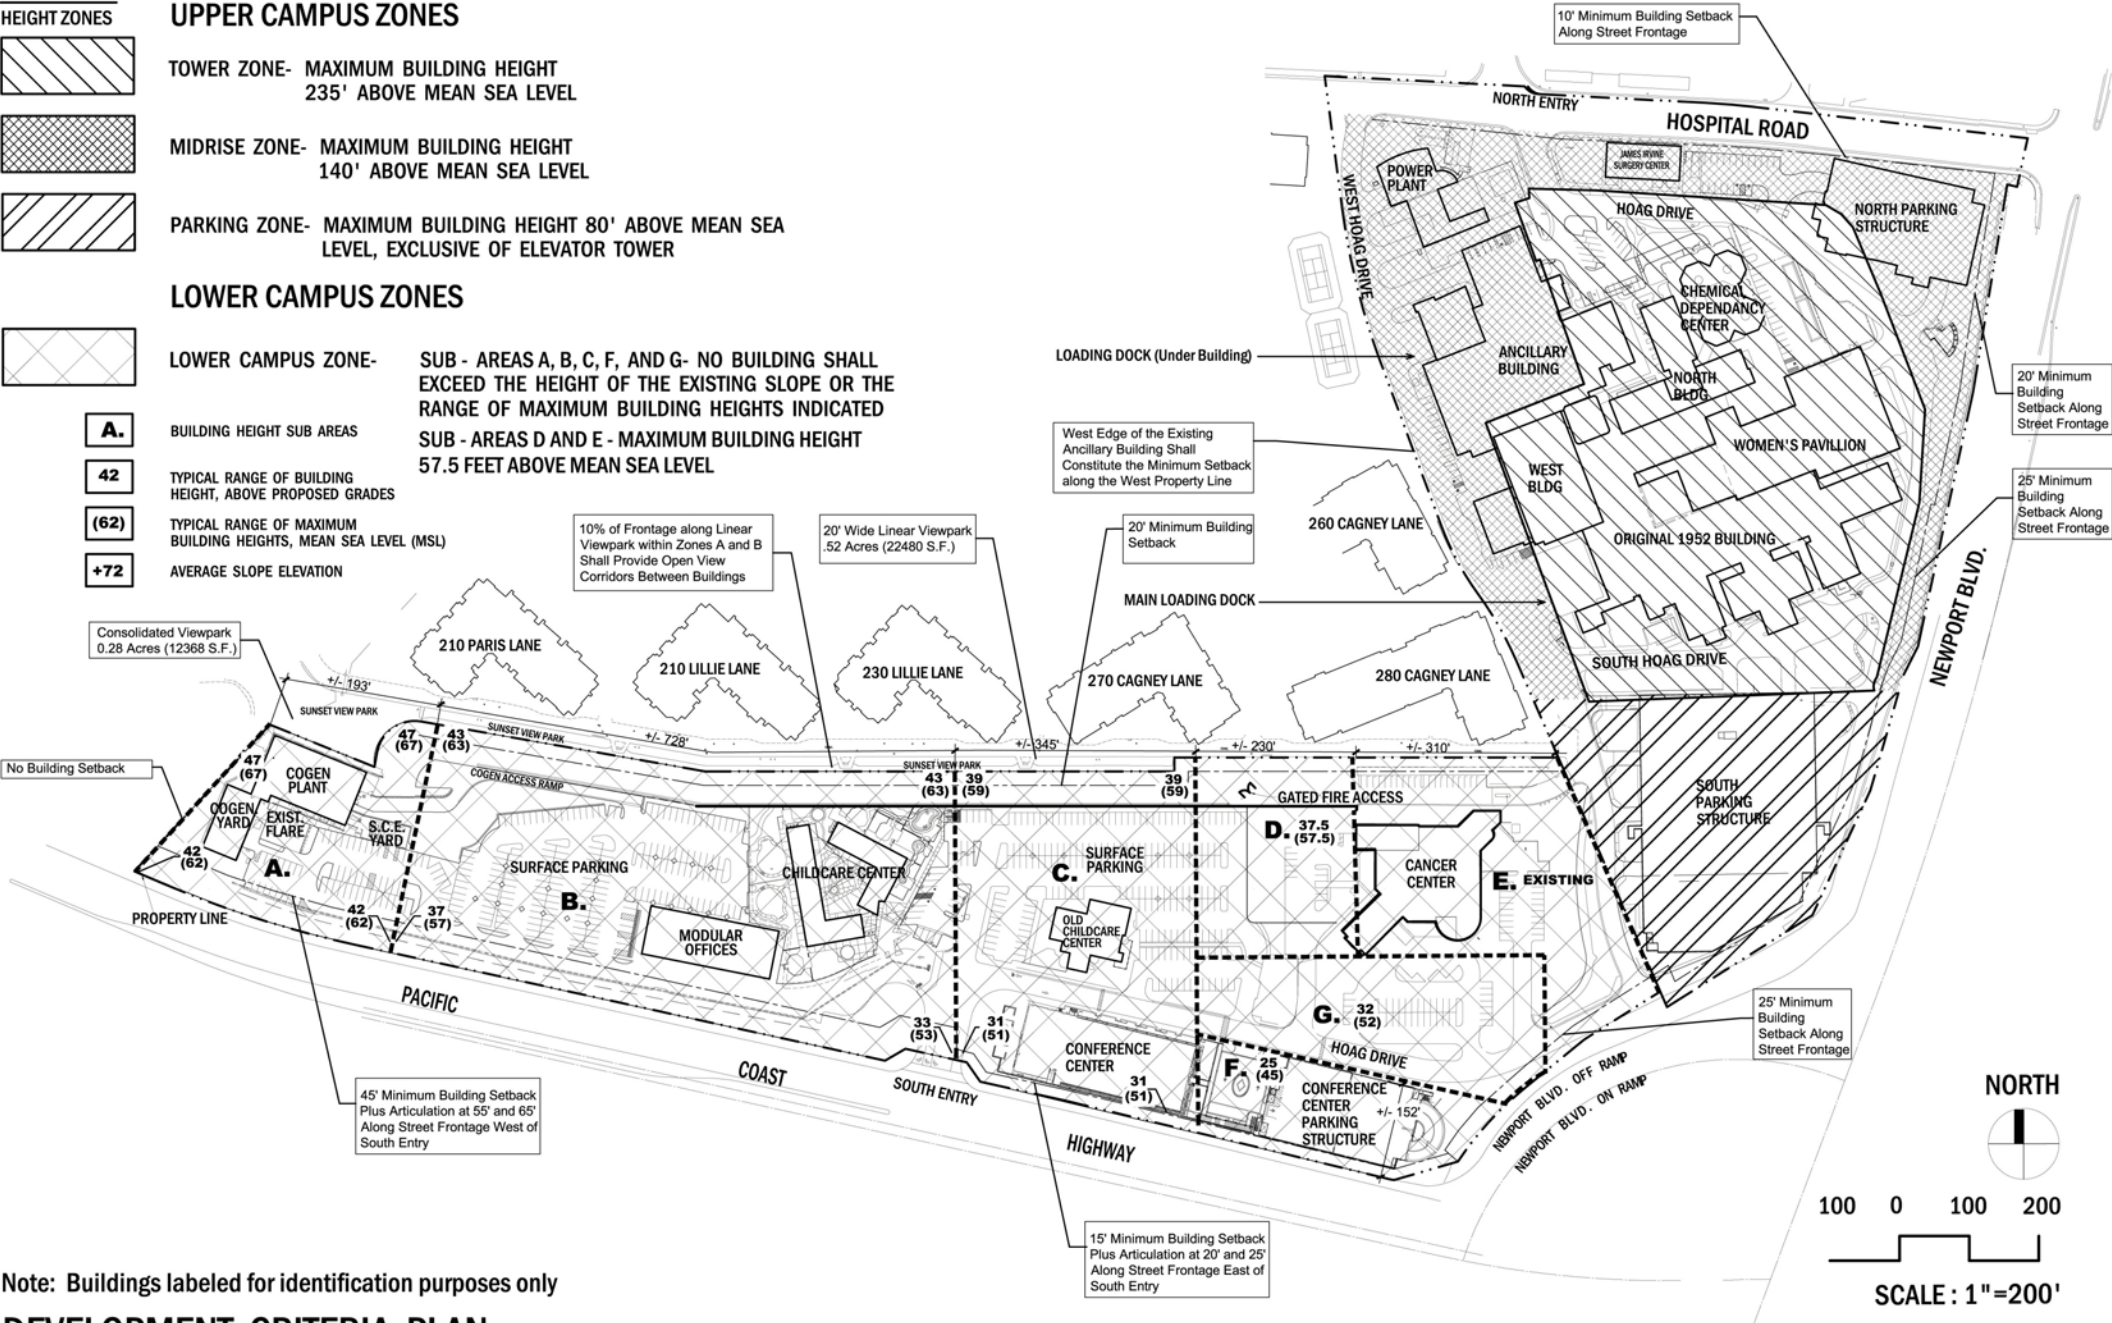 HEIGHT ZONES
UPPER CAMPUS ZONES
TOWER ZONE- MAXIMUM BUILDING HEIGHT
235' ABOVE MEAN SEA LEVEL
MIDRISE ZONE- MAXIMUM BUILDING HEIGHT
140' ABOVE MEAN SEA LEVEL
PARKING ZONE- MAXIMUM BUILDING HEIGHT 80' ABOVE MEAN SEA
LEVEL, EXCLUSIVE OF ELEVATOR TOWER
LOWER CAMPUS ZONES
LOWER CAMPUS ZONE-
SUB - AREAS A, B, C, F, AND G- NO BUILDING SHALL
EXCEED THE HEIGHT OF THE EXISTING SLOPE OR THE
RANGE OF MAXIMUM BUILDING HEIGHTS INDICATED
SUB - AREAS D AND E - MAXIMUM BUILDING HEIGHT
57.5 FEET ABOVE MEAN SEA LEVEL
A.
BUILDING HEIGHT SUB AREAS
42
TYPICAL RANGE OF BUILDING
HEIGHT, ABOVE PROPOSED GRADES
(62)
TYPICAL RANGE OF MAXIMUM
BUILDING HEIGHTS, MEAN SEA LEVEL (MSL)
+72
AVERAGE SLOPE ELEVATION
10' Minimum Building Setback
Along Street Frontage
NORTH ENTRY
HOSPITAL ROAD
JAMES IRVINE
SURGERY CENTER
POWER
PLANT
WEST HOAG DRIVE
HOAG DRIVE
NORTH PARKING
STRUCTURE
CHEMICAL
DEPENDANCY
CENTER
LOADING DOCK (Under Building)
ANCILLARY
BUILDING
NORTH
BLDG
20' Minimum
Building
Setback Along
Street Frontage
West Edge of the Existing
Ancillary Building Shall
Constitute the Minimum Setback
along the West Property Line
WOMEN'S PAVILLION
WEST
BLDG
25' Minimum
Building
Setback Along
Street Frontage
ORIGINAL 1952 BUILDING
260 CAGNEY LANE
10% of Frontage along Linear
Viewpark within Zones A and B
Shall Provide Open View
Corridors Between Buildings
20' Wide Linear Viewpark
.52 Acres (22480 S.F.)
20' Minimum Building
Setback
MAIN LOADING DOCK
NEWPORT BLVD.
Consolidated Viewpark
0.28 Acres (12368 S.F.)
210 PARIS LANE
210 LILLIE LANE
230 LILLIE LANE
270 CAGNEY LANE
280 CAGNEY LANE
SOUTH HOAG DRIVE
+/- 193'
SUNSET VIEW PARK
SUNSET VIEW PARK
+/- 728'
+/- 345'
+/- 230'
+/- 310'
SUNSET VIEW PARK
47
(67)
43
(63)
No Building Setback
47
(67)
COGEN
PLANT
COGEN ACCESS RAMP
43
(63)
39
(59)
39
(59)
GATED FIRE ACCESS
COGEN
YARD
EXIST.
FLARE
S.C.E.
YARD
SOUTH
PARKING
STRUCTURE
D.
37.5
(57.5)
42
(62)
A.
SURFACE PARKING
B.
CHILDCARE CENTER
C.
SURFACE
PARKING
CANCER
CENTER
E. EXISTING
PROPERTY LINE
42
(62)
37
(57)
MODULAR
OFFICES
OLD
CHILDCARE
CENTER
PACIFIC
COAST
HIGHWAY
33
(53)
31
(51)
G.
32
(52)
HOAG DRIVE
25' Minimum
Building
Setback Along
Street Frontage
CONFERENCE
CENTER
31
(51)
F.
25
(45)
CONFERENCE
CENTER
PARKING
STRUCTURE
+/- 152'
SOUTH ENTRY
NEWPORT BLVD. OFF RAMP
NEWPORT BLVD. ON RAMP
45' Minimum Building Setback
Plus Articulation at 55' and 65'
Along Street Frontage West of
South Entry
15' Minimum Building Setback
Plus Articulation at 20' and 25'
Along Street Frontage East of
South Entry
NORTH
100 0 100 200
SCALE : 1"=200'
Note: Buildings labeled for identification purposes only
DEVELOPMENT CRITERIA PLAN